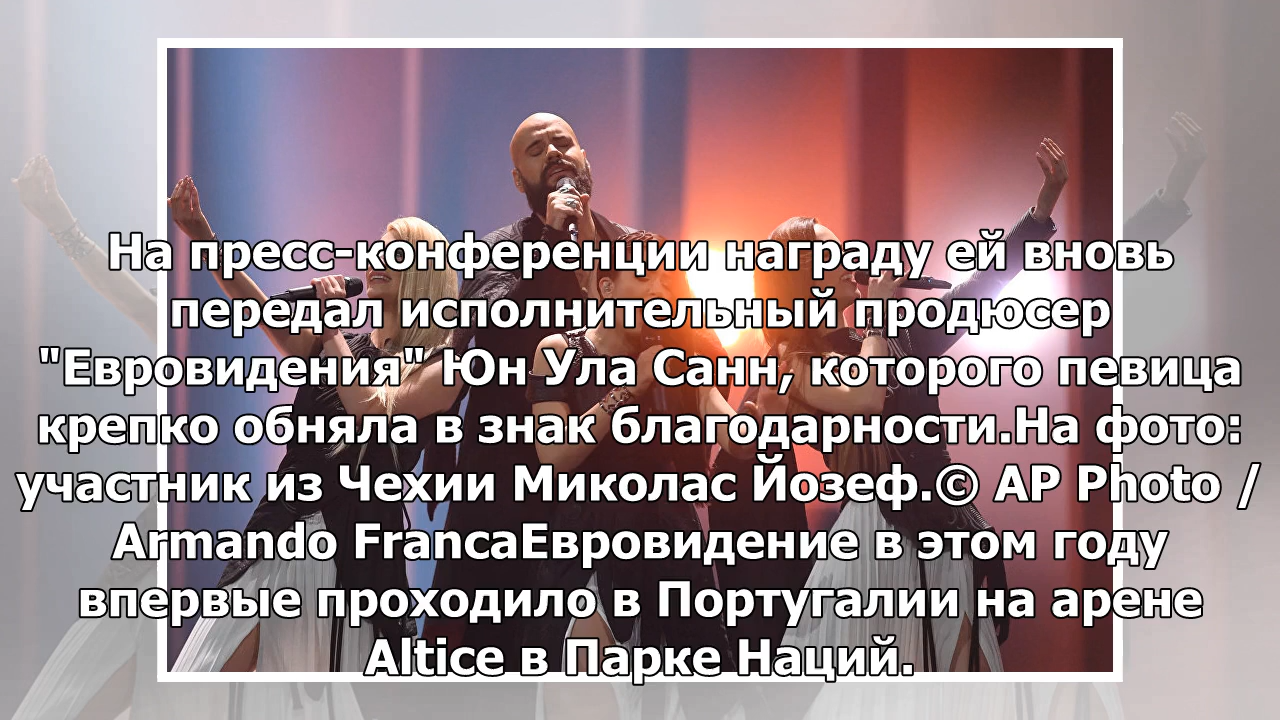 На пресс-конференции награду ей вновь
передал исполнительный продюсер
"Евровидения" Юн Ула Санн, которого певица
крепко обняла в знак благодарности.На фото:
участник из Чехии Миколас Йозеф.© AP Photo /
Armando FrancaЕвровидение в этом году
впервые проходило в Португалии на арене
Altice в Парке Наций.